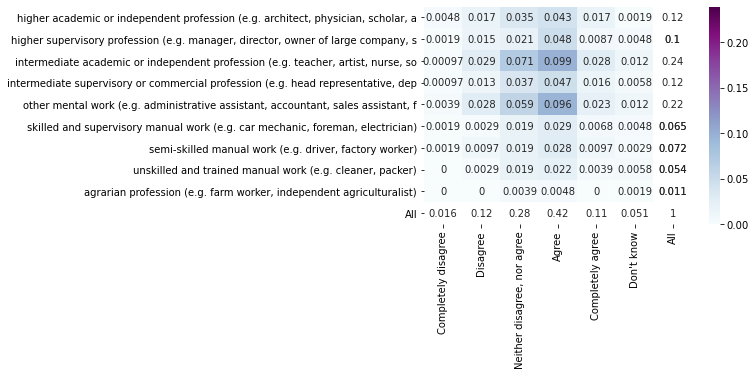 higher academic or independent profession (e.g. architect, physician, scholar, a 0.0048 0.017 0.035 0.043 0.017 0.0019 0.12
higher supervisory profession (e.g. manager, director, owner of large company, s 0.0019 0.015 0.021 0.048 0.0087 0.0048 0.1
intermediate academic or independent profession (e.g. teacher, artist, nurse, so 0.00097 0.029 0.071 0.099 0.028 0.012 0.24
intermediate supervisory or commercial profession (e.g. head representative, dep 0.00097 0.013 0.037 0.047 0.016 0.0058 0.12
other mental work (e.g. administrative assistant, accountant, sales assistant, f 0.0039 0.028 0.059 0.096 0.023 0.012 0.22
skilled and supervisory manual work (e.g. car mechanic, foreman, electrician) 0.0019 0.0029 0.019 0.029 0.0068 0.0048 0.065
semi-skilled manual work (e.g. driver, factory worker) 0.0019 0.0097 0.019 0.028 0.0097 0.0029 0.072
unskilled and trained manual work (e.g. cleaner, packer) 0 0.0029 0.019 0.022 0.0039 0.0058 0.054
agrarian profession (e.g. farm worker, independent agriculturalist) 0 0 0.0039 0.0048 0 0.0019 0.011
All 0.016 0.12 0.28 0.42 0.11 0.051 1
Completely disagree
Disagree
Neither disagree, nor agree
Agree
Completely agree
Don't know
All
0.20
0.15
0.10
0.05
0.00